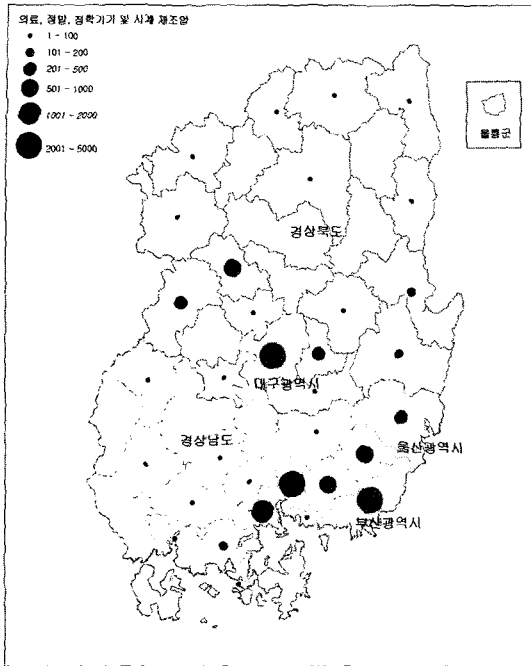 의료, 정밀, 광학기기 및 시계 제조업
1 - 100
101 - 200
201 - 500
501 - 1000
1001 - 2000
2001 - 5000
울릉군
경상북도
대구광역시
경상남도
울산광역시
부산광역시